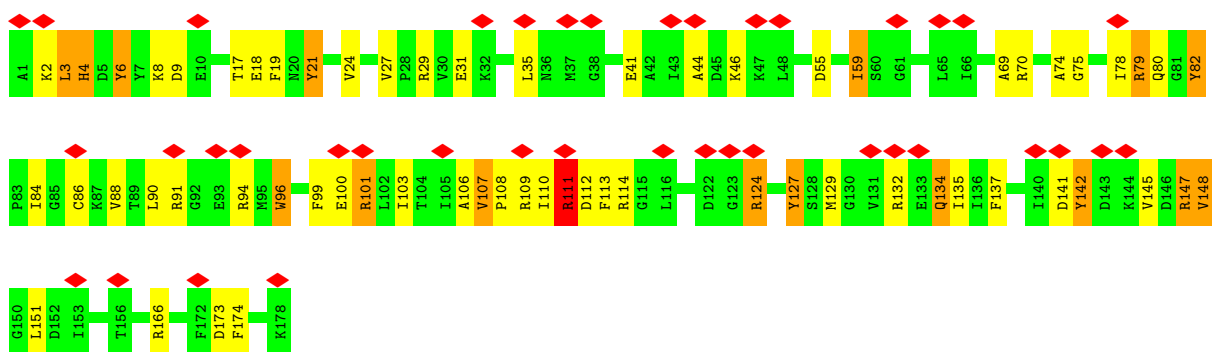 A1 K2 L3 H4 D5 Y6 Y7 K8 D9 E10 T17 E18 F19 N20 Y21 V24 V27 P28 R29 V30 E31 K32 L35 N36 M37 G38 E41 A42 I43 A44 D45 K46 K47 L48 D55 I59 S60 G61 L65 I66 A69 R70 A74 G75 I78 R79 Q80 G81 Y82
P83 I84 G85 C86 K87 V88 T89 L90 R91 G92 E93 R94 M95 W96 F99 E100 R101 L102 I103 T104 I105 A106 V107 P108 R109 I110 R111 D112 F113 R114 G115 L116 D122 G123 R124 Y127 S128 M129 G130 V131 R132 E133 Q134 I135 I136 F137 I140 D141 Y142 D143 K144 V145 D146 R147 V148
G150 L151 D152 I153 T156 R166 F172 D173 F174 K178